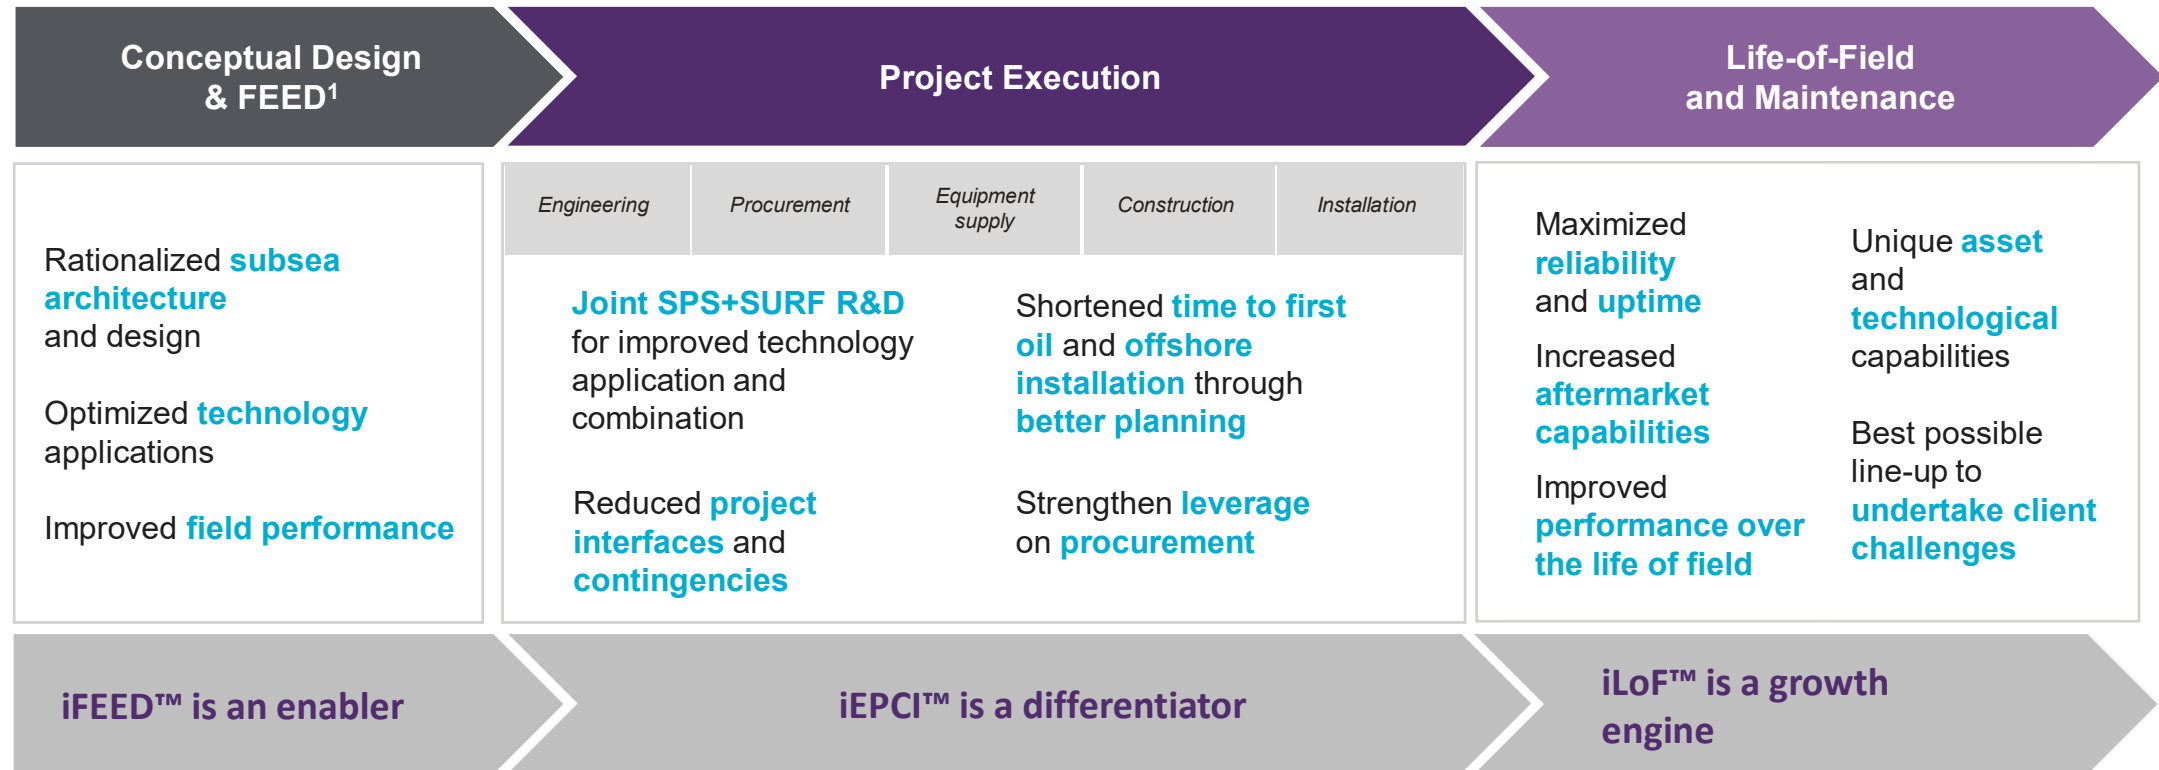 Conceptual Design
& FEED¹
Project Execution
Life-of-Field
and Maintenance
Rationalized subsea
architecture
and design
Optimized technology
applications
Improved field performance
Engineering
Procurement
Equipment
supply
Construction
Installation
Joint SPS+SURF R&D
for improved technology
application and
combination
Reduced project
interfaces and
contingencies
Shortened time to first
oil and offshore
installation through
better planning
Strengthen leverage
on procurement
Maximized
reliability
and uptime
Increased
aftermarket
capabilities
Improved
performance over
the life of field
Unique asset
and
technological
capabilities
Best possible
line-up to
undertake client
challenges
iFEED™ is an enabler
iEPCI™ is a differentiator
iLoF™ is a growth
engine